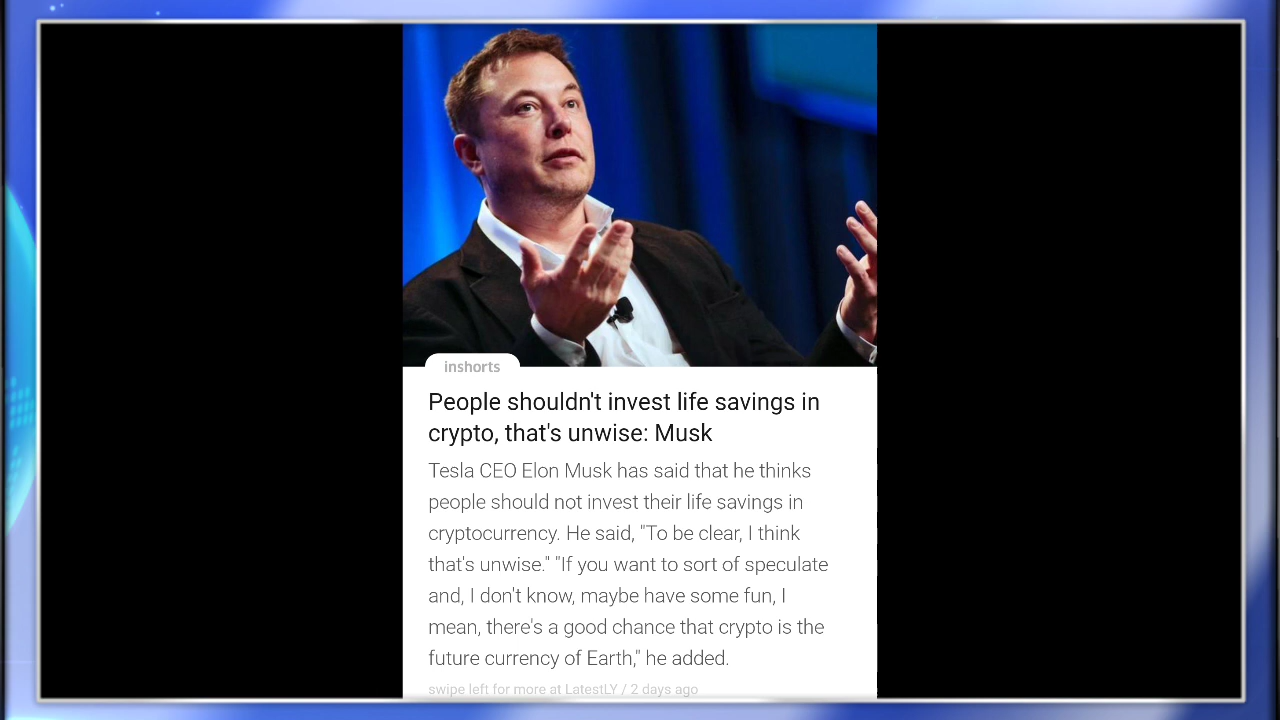 inshorts
People shouldn't invest life savings in
crypto, that's unwise: Musk
Tesla CEO Elon Musk has said that he thinks
people should not invest their life savings in
cryptocurrency. He said, "To be clear, I think
that's unwise." "If you want to sort of speculate
and, I don't know, maybe have some fun, I
mean, there's a good chance that crypto is the
future currency of Earth," he added.
swipe left for more at LatestLY / 2 days ago